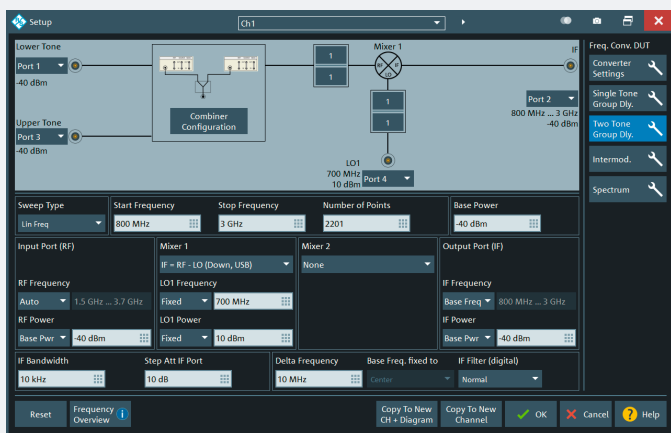 Setup
Ch1
Lower Tone
Port 1
-40 dBm
Upper Tone
Port 3
-40 dBm
Combiner
Configuration
1
1
Mixer 1
RF IF
LO
1
1
LO1
700 MHz
10 dBm
Port 4
IF
Port 2
800 MHz ... 3 GHz
-40 dBm
Freq. Conv. DUT
Converter
Settings
Single Tone
Group Dly.
Two Tone
Group Dly.
Intermod.
Spectrum
Sweep Type
Lin Freq
Start Frequency
800 MHz
Stop Frequency
3 GHz
Number of Points
2201
Base Power
-40 dBm
Input Port (RF)
RF Frequency
Auto
1.5 GHz ... 3.7 GHz
RF Power
Base Pwr
-40 dBm
Mixer 1
IF = RF - LO (Down, USB)
LO1 Frequency
Fixed
700 MHz
LO1 Power
Fixed
10 dBm
Mixer 2
None
Output Port (IF)
IF Frequency
Base Freq
800 MHz ... 3 GHz
IF Power
Base Pwr
-40 dBm
IF Bandwidth
10 kHz
Step Att IF Port
10 dB
Delta Frequency
10 MHz
Base Freq. fixed to
Center
IF Filter (digital)
Normal
Reset
Frequency
Overview
Copy To New
CH + Diagram
Copy To New
Channel
OK
Cancel
Help